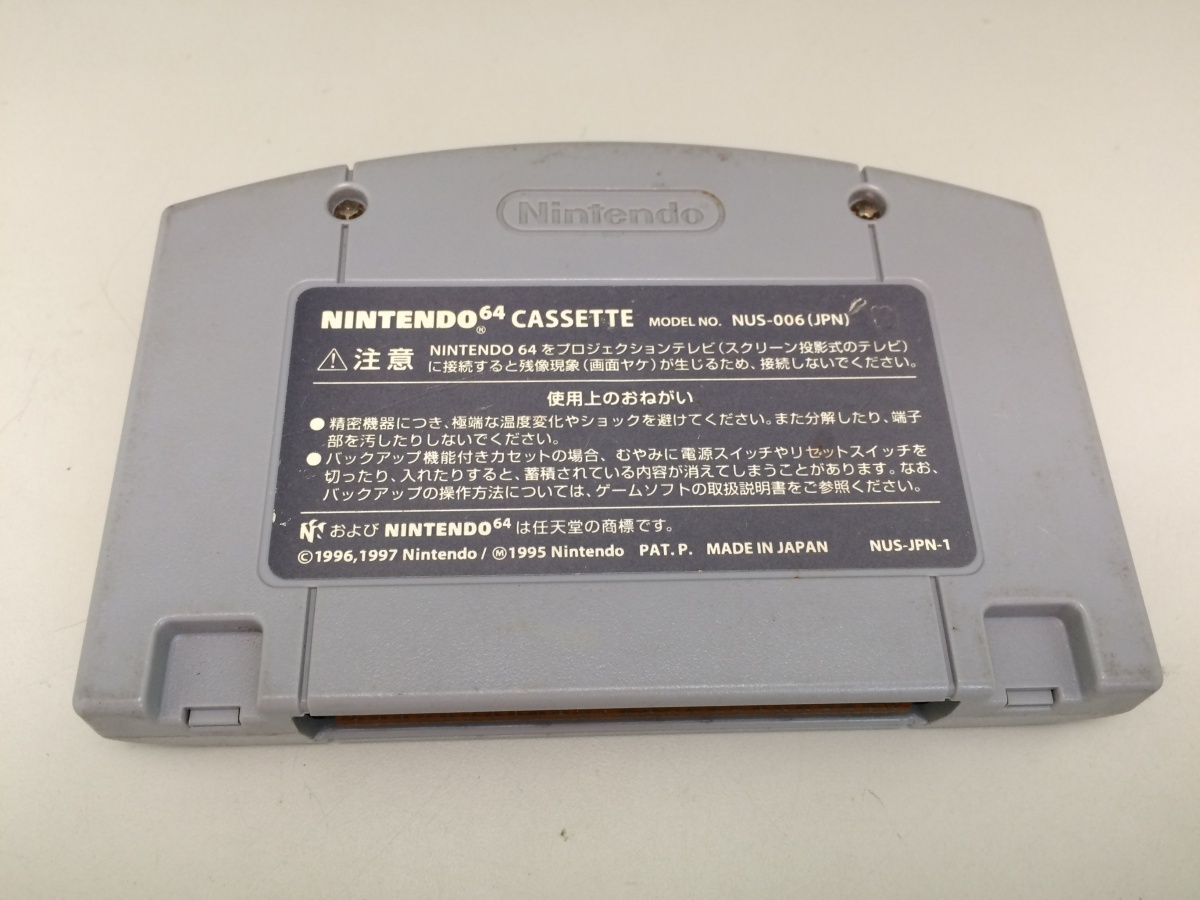 Nintendo
NINTENDO64® CASSETTE MODEL NO. NUS-006(JPN)
⚠注意 NINTENDO 64をプロジェクションテレビ(スクリーン投影式のテレビ)
に接続すると残像現象(画面ヤケ)が生じるため、接続しないでください。
使用上のおねがい
●精密機器につき、極端な温度変化やショックを避けてください。また分解したり、端子
部を汚したりしないでください。
●バックアップ機能付きカセットの場合、むやみに電源スイッチやリセットスイッチを
切ったり、入れたりすると、蓄積されている内容が消えてしまうことがあります。なお、
バックアップの操作方法については、ゲームソフトの取扱説明書をご参照ください。
および NINTENDO64 は任天堂の商標です。
©1996,1997 Nintendo/Ⓜ1995 Nintendo PAT.P. MADE IN JAPAN NUS-JPN-1